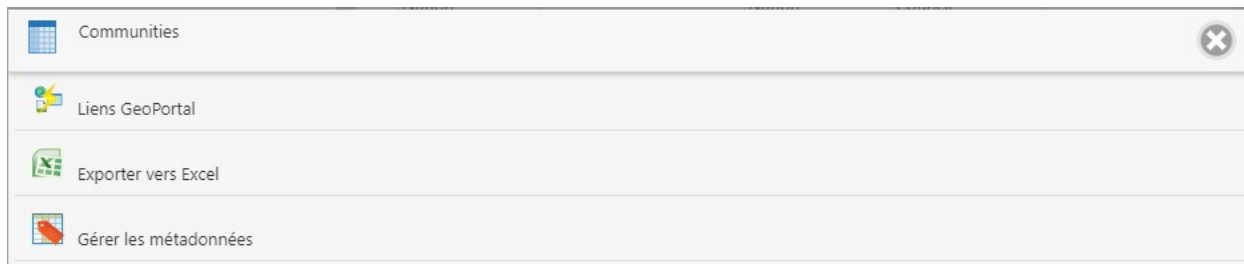 Communities
Liens GeoPortal
Exporter vers Excel
Gérer les métadonnées